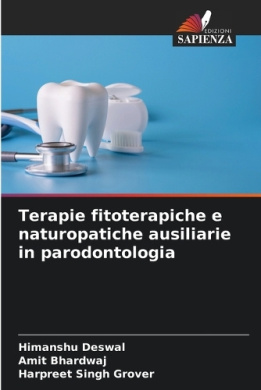 EDIZIONI
SAPIENZA
Terapie fitoterapiche e
naturopatiche ausiliarie
in parodontologia
Himanshu Deswal
Amit Bhardwaj
Harpreet Singh Grover